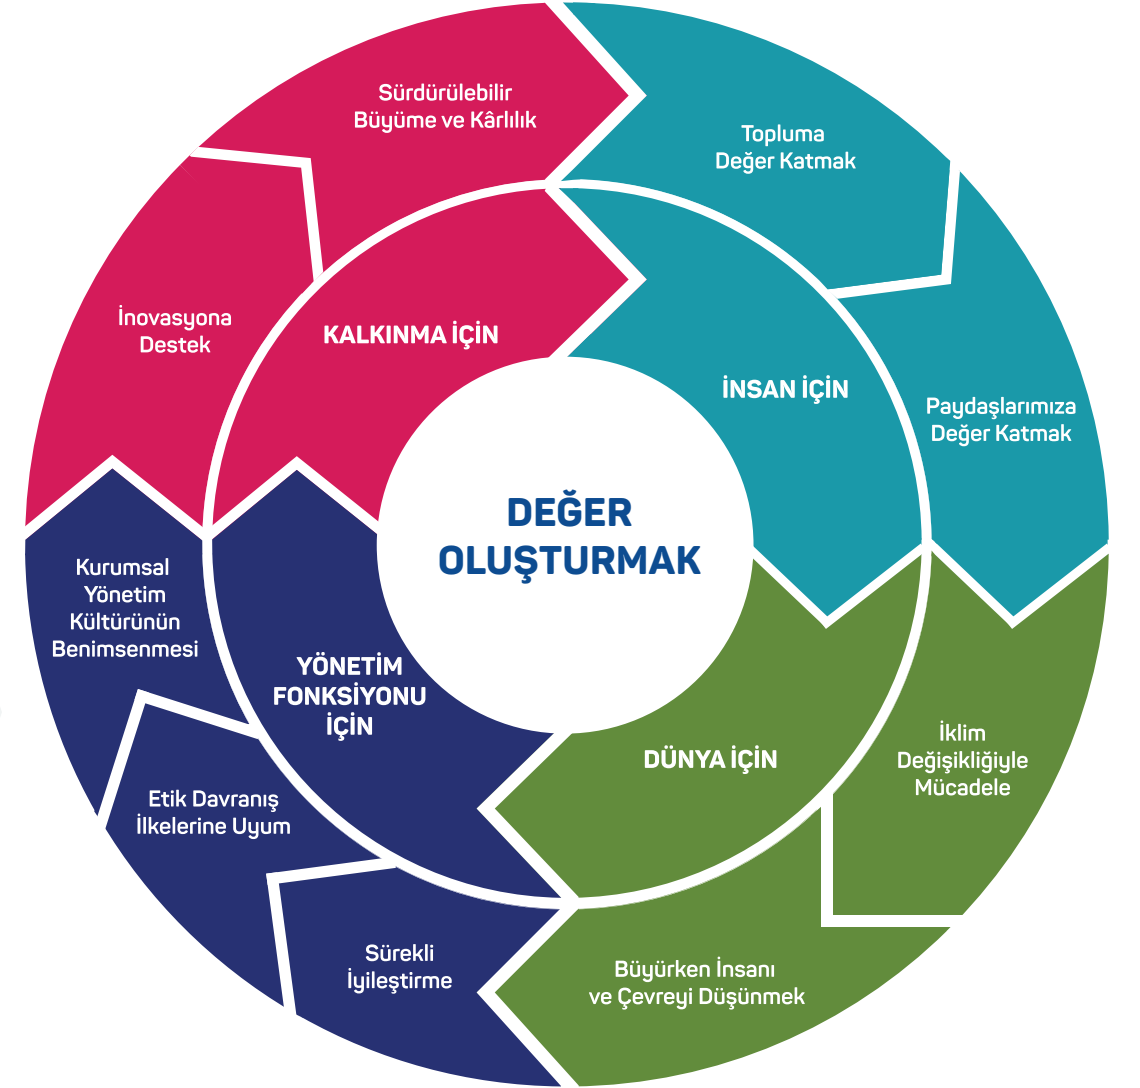 Sürdürülebilir
Büyüme ve Kârlılık
Topluma
Değer Katmak
İnovasyona
Destek
KALKINMA İÇİN
İNSAN İÇİN
Paydaşlarımıza
Değer Katmak
DEĞER
OLUŞTURMAK
Kurumsal
Yönetim
Kültürünün
Benimsenmesi
YÖNETİM
FONKSİYONU
İÇİN
DÜNYA İÇİN
İklim
Değişikliğiyle
Mücadele
Etik Davranış
İlkelerine Uyum
Sürekli
İyileştirme
Büyürken İnsanı
ve Çevreyi Düşünmek